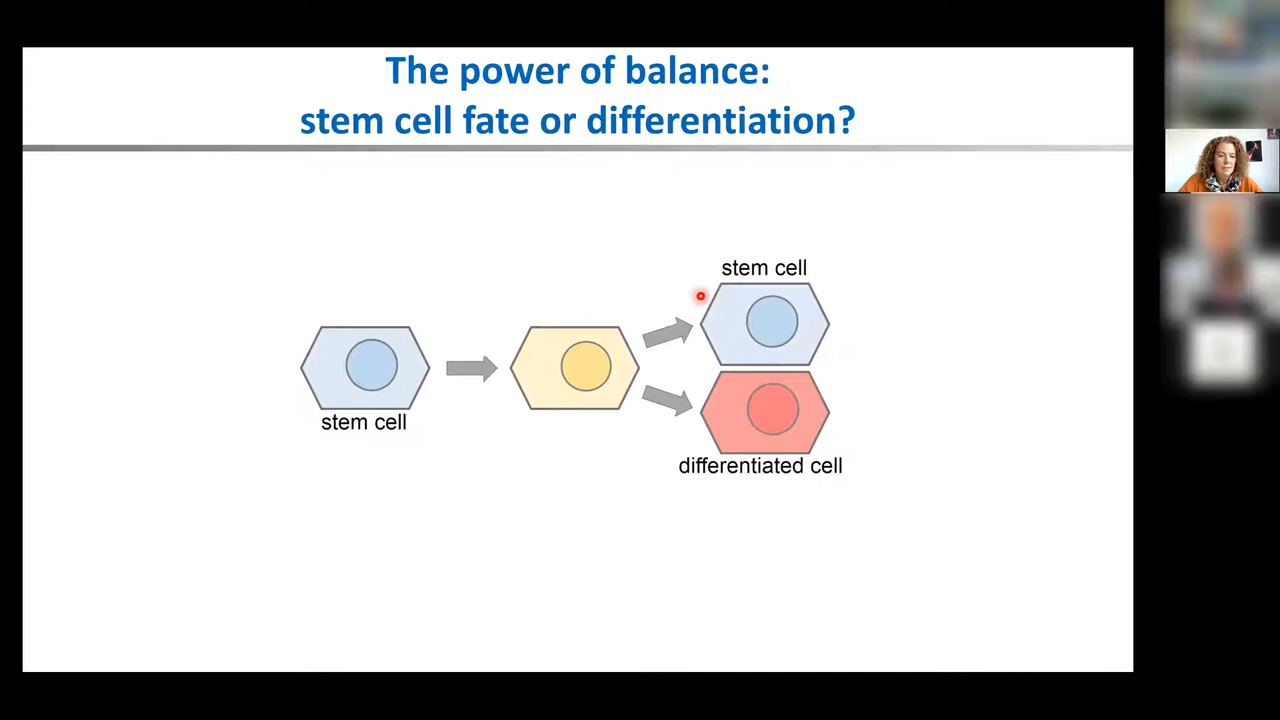 The power of balance:
stem cell fate or differentiation?
stem cell
stem cell
differentiated cell